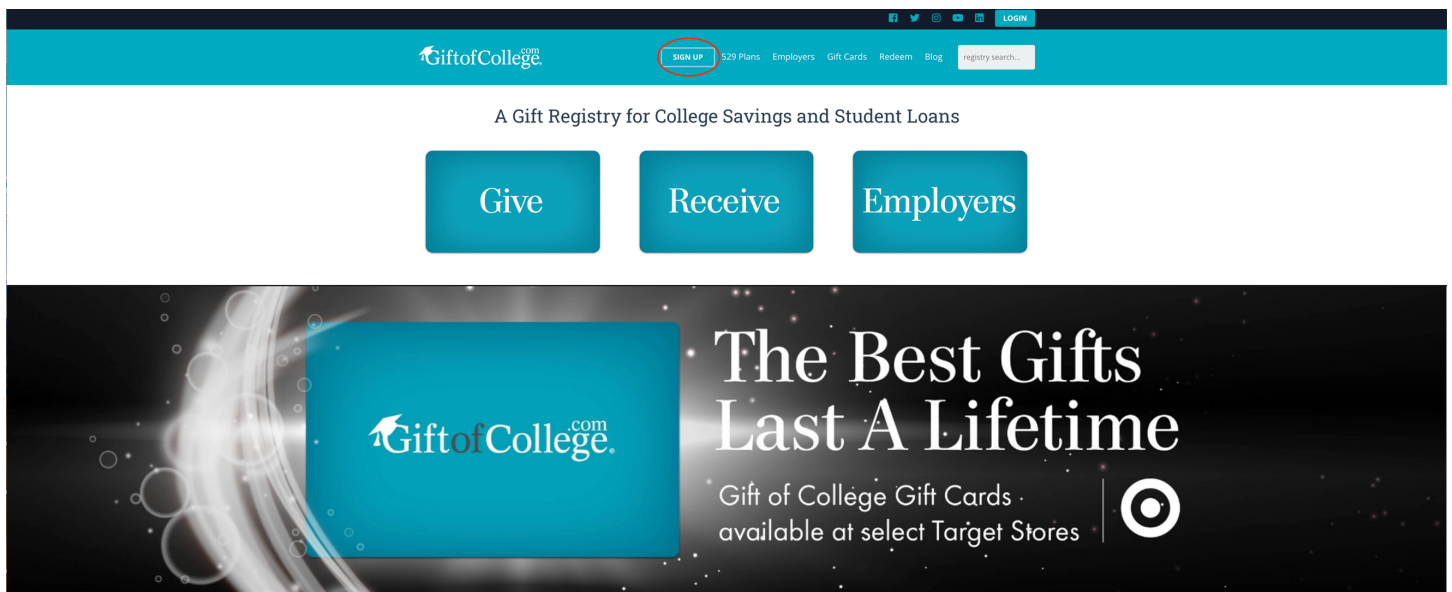 LOGIN
GiftofCollege.com
SIGN UP 529 Plans Employers Gift Cards Redeem Blog registry search...
A Gift Registry for College Savings and Student Loans
Give Receive Employers
GiftofCollege.com
The Best Gifts
Last A Lifetime
Gift of College Gift Cards
available at select Target Stores